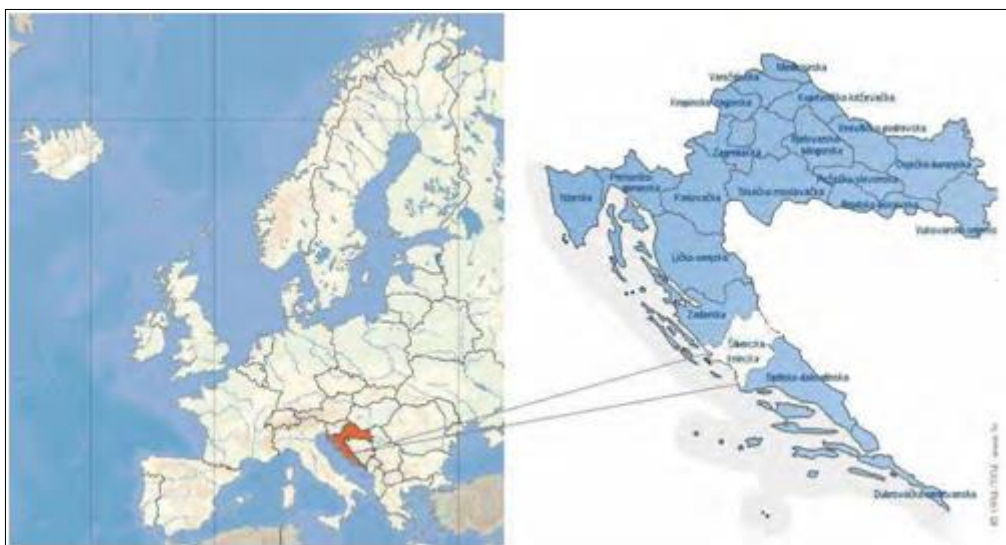 Međimurska
Varaždinska
Krapinsko zagorska
Koprivničko križevačka
Virovitičko podravska
Bjelovarsko
bilogorska
Zagrebačka
Osječko baranjska
Primorsko
goranska
Požeško slavonska
Istarska
Karlovačka
Sisačko moslavačka
Brodsko posavska
Vukovarsko srijemska
Ličko senjska
Zadarska
Šibensko
kninska
Splitsko dalmatinska
Dubrovačko neretvanska